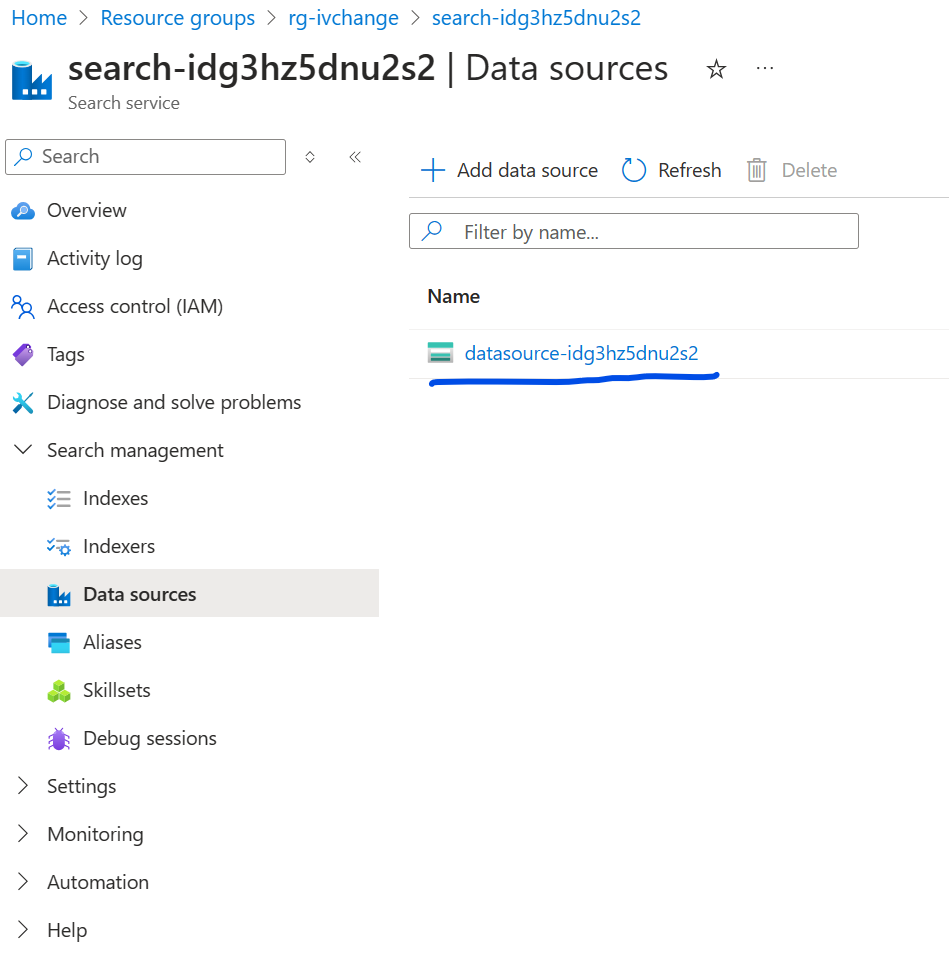 Home > Resource groups > rg-ivchange > search-idg3hz5dnu2s2
search-idg3hz5dnu2s2 | Data sources ...
Search service
Search
Add data source Refresh Delete
Filter by name...
Name
datasource-idg3hz5dnu2s2
Overview
Activity log
Access control (IAM)
Tags
Diagnose and solve problems
Search management
Indexes
Indexers
Data sources
Aliases
Skillsets
Debug sessions
Settings
Monitoring
Automation
Help